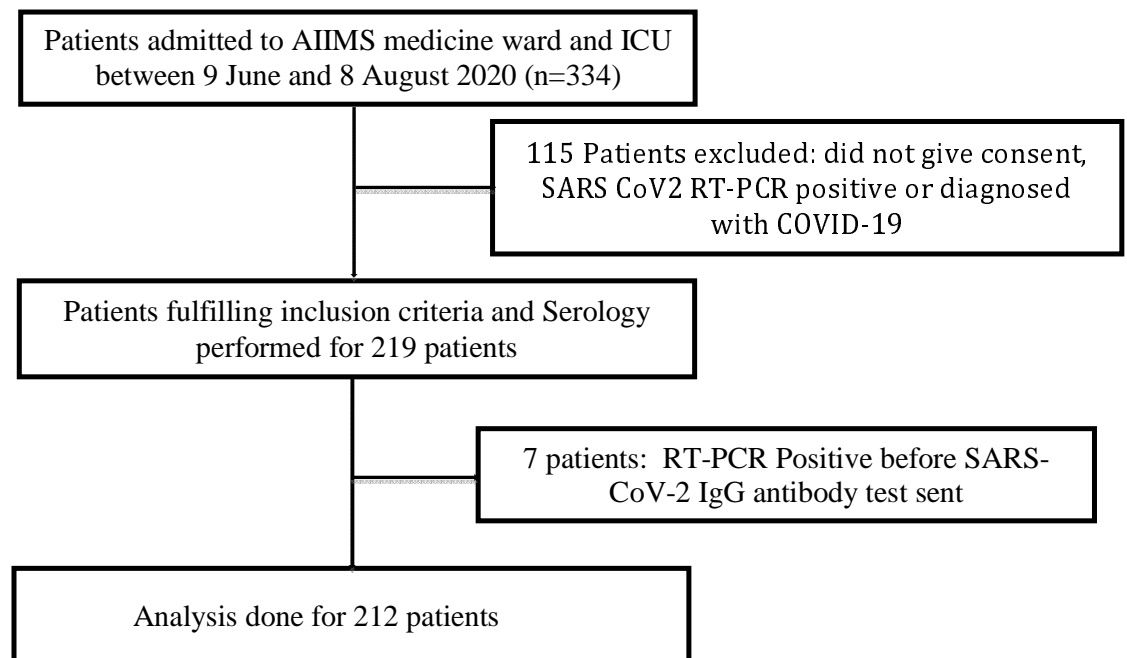 Patients admitted to AIIMS medicine ward and ICU
between 9 June and 8 August 2020 (n=334)
115 Patients excluded: did not give consent,
SARS CoV2 RT-PCR positive or diagnosed
with COVID-19
Patients fulfilling inclusion criteria and Serology
performed for 219 patients
7 patients: RT-PCR Positive before SARS-
CoV-2 IgG antibody test sent
Analysis done for 212 patients